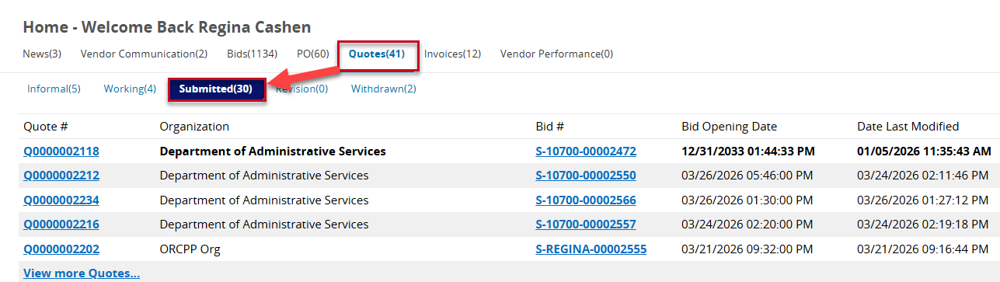 Home - Welcome Back Regina Cashen
News(3) Vendor Communication(2) Bids(1134) PO(60) Quotes(41) Invoices(12) Vendor Performance(0)
Informal(5) Working(4) Submitted(30) Revision(0) Withdrawn(2)
Quote # Organization Bid # Bid Opening Date Date Last Modified
Q0000002118 Department of Administrative Services S-10700-00002472 12/31/2033 01:44:33 PM 01/05/2026 11:35:43 AM
Q0000002212 Department of Administrative Services S-10700-00002550 03/26/2026 05:46:00 PM 03/24/2026 02:11:46 PM
Q0000002234 Department of Administrative Services S-10700-00002566 03/26/2026 01:30:00 PM 03/26/2026 01:27:12 PM
Q0000002216 Department of Administrative Services S-10700-00002557 03/24/2026 02:20:00 PM 03/24/2026 02:19:18 PM
Q0000002202 ORCPP Org S-REGINA-00002555 03/21/2026 09:32:00 PM 03/21/2026 09:16:44 PM
View more Quotes...